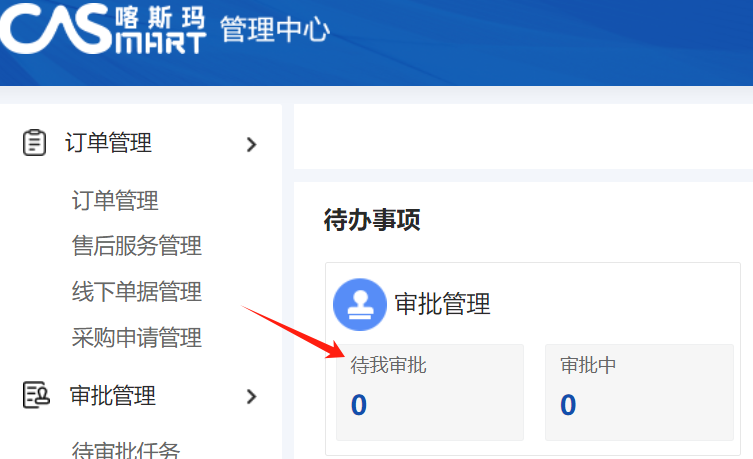 CASmART 喀斯玛 管理中心
订单管理
订单管理
售后服务管理
线下单据管理
采购申请管理
审批管理
待审批任务
待办事项
审批管理
待我审批
0
审批中
0